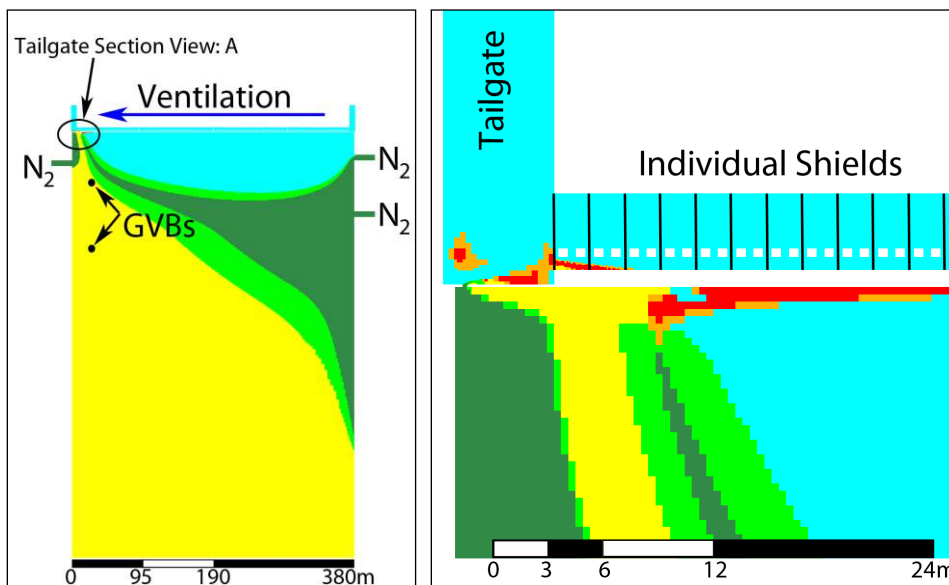 Tailgate Section View: A
Ventilation
N2
N2
N2
GVBs
0 95 190 380m
Tailgate
Individual Shields
0 3 6 12 24m